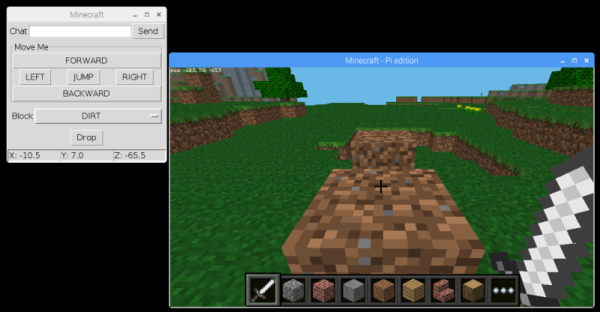 Minecraft
Chat Send
Move Me
FORWARD
LEFT JUMP RIGHT
BACKWARD
Block DIRT
Drop
X: -10.5 Y: 7.0 Z: -65.5
Minecraft - Pi edition